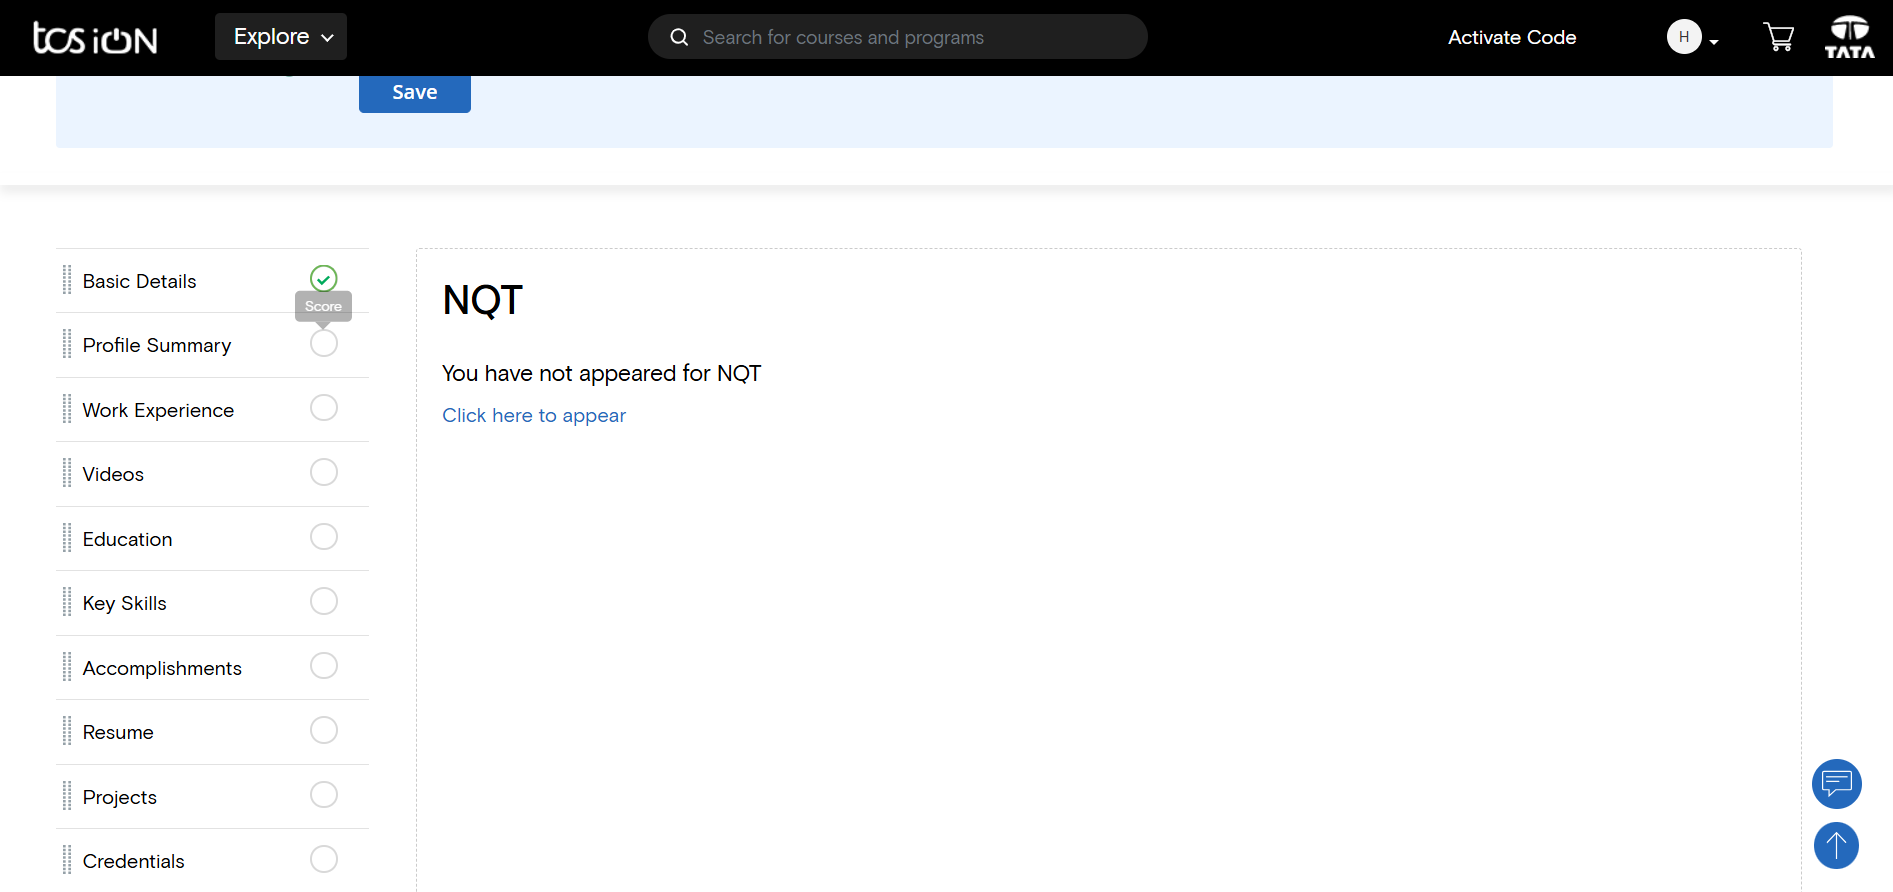 tcs iON
Explore
Search for courses and programs
Activate Code
H
TATA
Save
Basic Details
Score
Profile Summary
Work Experience
Videos
Education
Key Skills
Accomplishments
Resume
Projects
Credentials
NQT
You have not appeared for NQT
Click here to appear